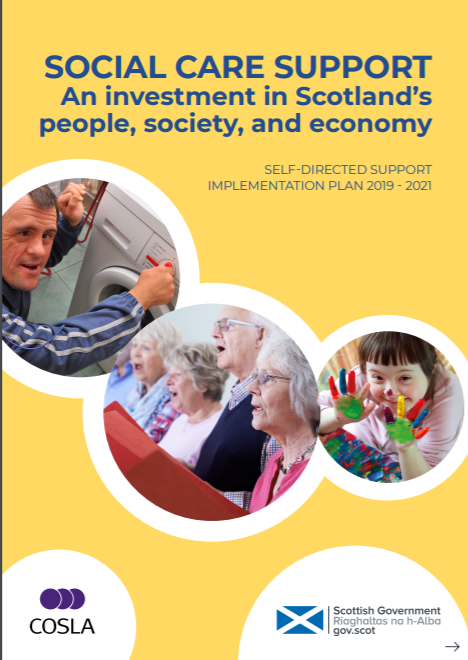 SOCIAL CARE SUPPORT
An investment in Scotland's
people, society, and economy
SELF-DIRECTED SUPPORT
IMPLEMENTATION PLAN 2019 - 2021
COSLA
Scottish Government
Riaghaltas na h-Alba
gov.scot